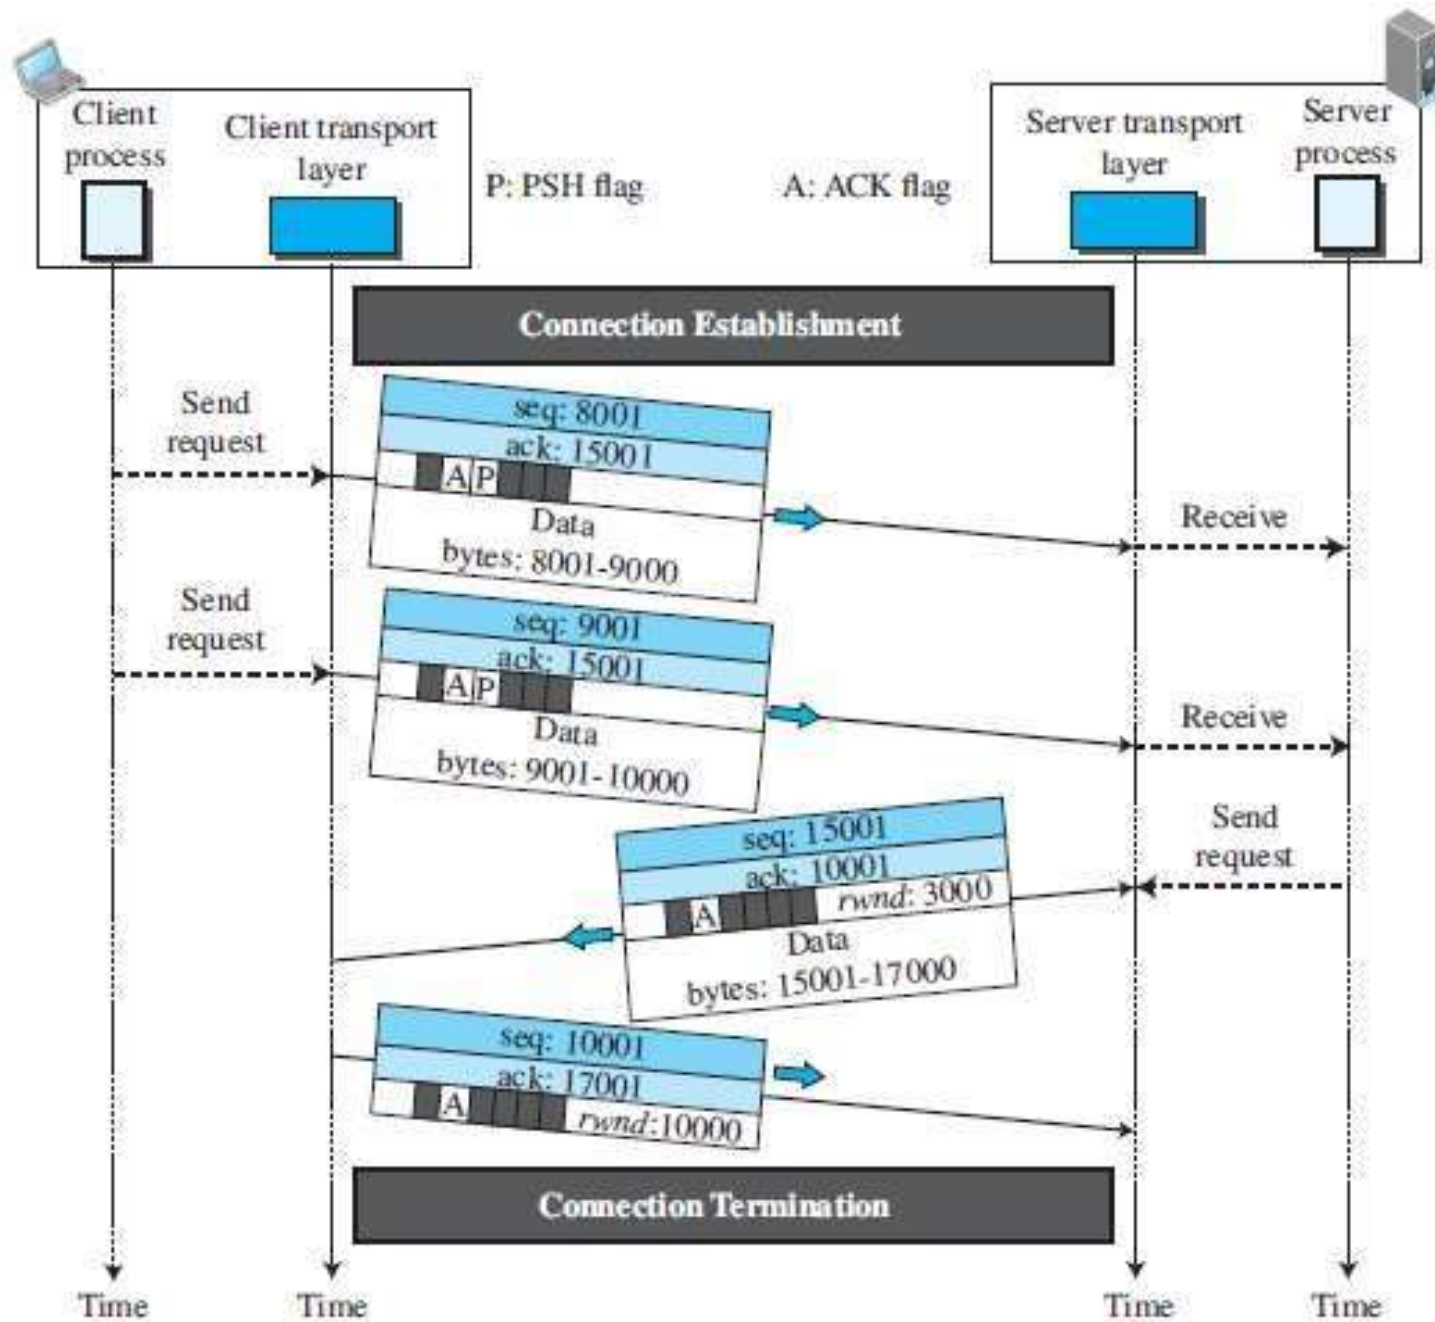 Client
process
Client transport
layer
P: PSH flag
A: ACK flag
Server transport
layer
Server
process
Connection Establishment
Send
request
seq: 8001
ack: 15001
A P
Data
bytes: 8001-9000
Receive
Send
request
seq: 9001
ack: 15001
A P
Data
bytes: 9001-10000
Receive
Send
request
seq: 15001
ack: 10001
A rwnd: 3000
Data
bytes: 15001-17000
seq: 10001
ack: 17001
A rwnd:10000
Connection Termination
Time
Time
Time
Time